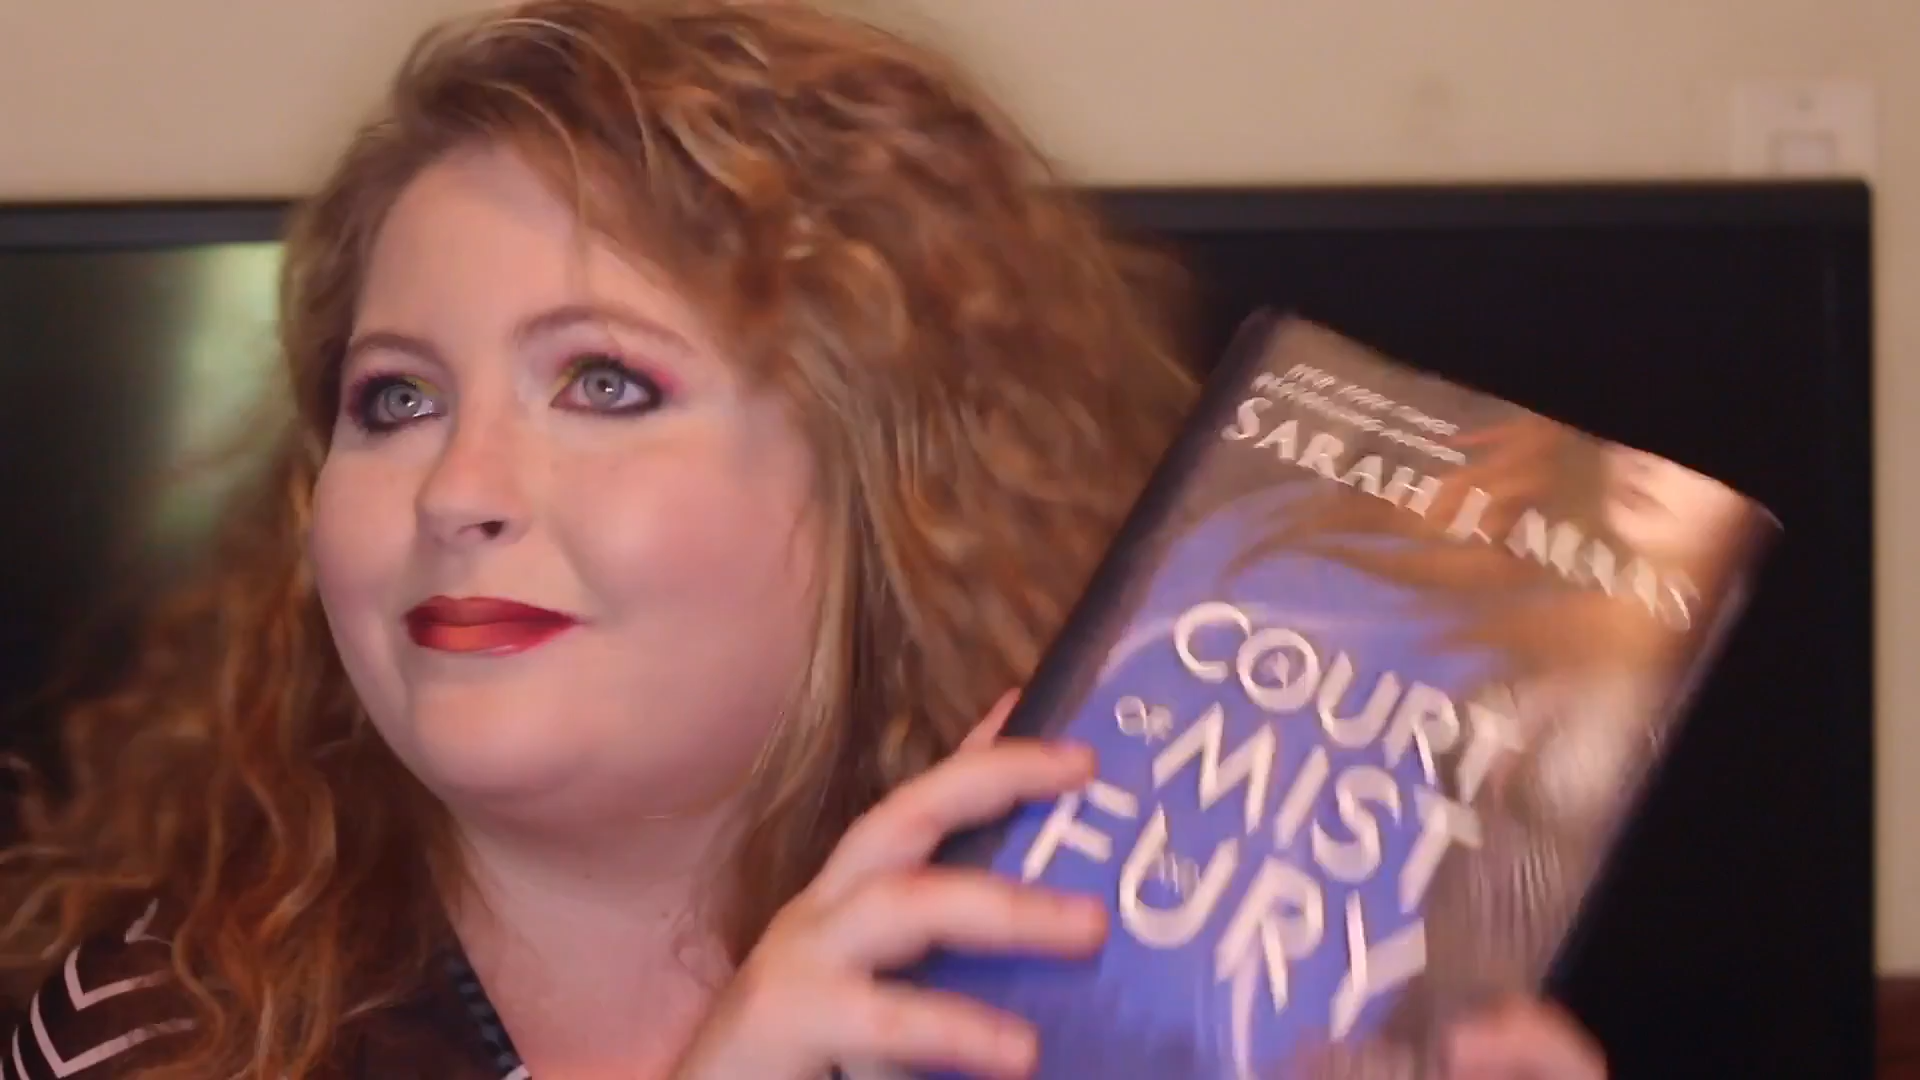 SARAH J. MAAS
A
COURT
OF MIST
AND
FURY